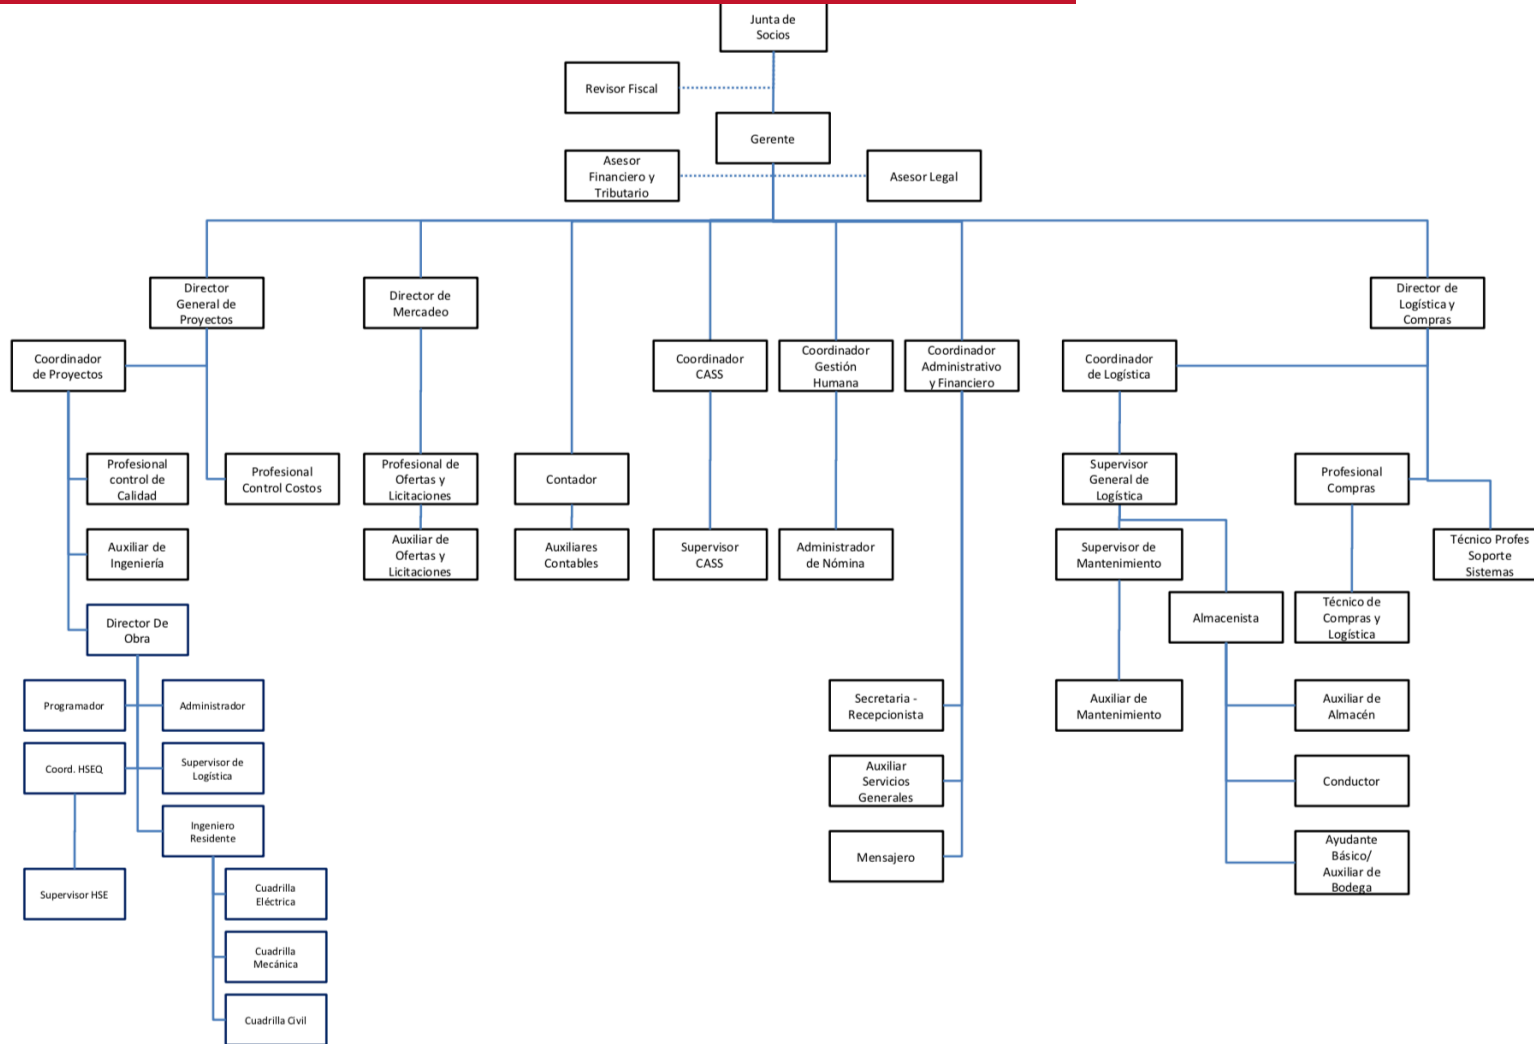 Junta de
Socios
Revisor Fiscal
Gerente
Asesor
Financiero y
Tributario
Asesor Legal
Director
General de
Proyectos
Director de
Mercadeo
Director de
Logística y
Compras
Coordinador
de Proyectos
Coordinador
CASS
Coordinador
Gestión
Humana
Coordinador
Administrativo
y Financiero
Coordinador
de Logística
Profesional
control de
Calidad
Profesional
Control Costos
Profesional de
Ofertas y
Licitaciones
Contador
Supervisor
General de
Logística
Profesional
Compras
Auxiliar de
Ingeniería
Auxiliar de
Ofertas y
Licitaciones
Auxiliares
Contables
Supervisor
CASS
Administrador
de Nómina
Supervisor de
Mantenimiento
Técnico Profes
Soporte
Sistemas
Director De
Obra
Almacenista
Técnico de
Compras y
Logística
Programador
Administrador
Secretaria -
Recepcionista
Auxiliar de
Mantenimiento
Auxiliar de
Almacén
Coord. HSEQ
Supervisor de
Logística
Auxiliar
Servicios
Generales
Conductor
Ingeniero
Residente
Mensajero
Ayudante
Básico/
Auxiliar de
Bodega
Supervisor HSE
Cuadrilla
Eléctrica
Cuadrilla
Mecánica
Cuadrilla Civil